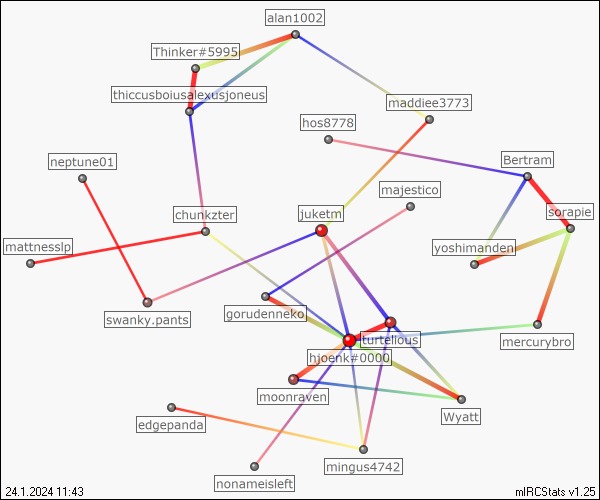 alan1002
Thinker#5995
thiccusboiusalexusjoneus
maddiee3773
hos8778
neptune01
Bertram
majestico
chunkzter
juketm
sorapie
mattnesslp
yoshimanden
swanky.pants
gorudenneko
turtelious
mercurybro
hjoenk#0000
moonraven
Wyatt
edgepanda
mingus4742
nonameisleft
24.1.2024 11:43
mIRCStats v1.25